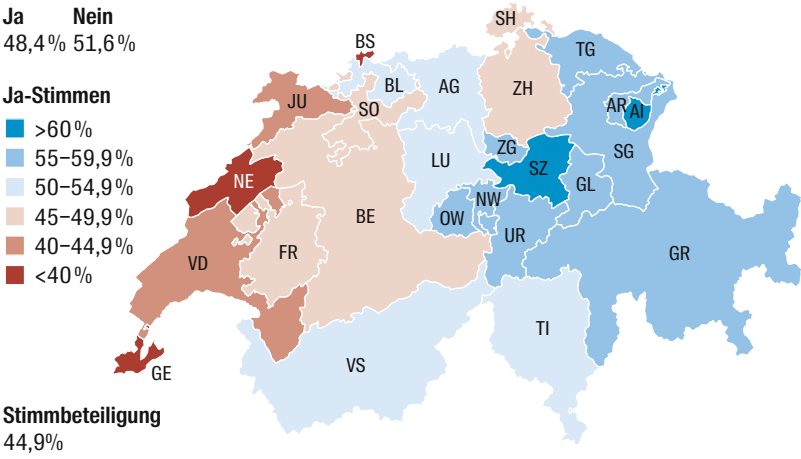 Ja Nein
48,4% 51,6%
Ja-Stimmen
>60%
55–59,9%
50–54,9%
45–49,9%
40–44,9%
<40%
Stimmbeteiligung
44,9%
SH
BS
TG
JU
BL
AG
ZH
SO
AR
AI
ZG
SG
LU
SZ
NE
GL
NW
BE
OW
UR
FR
GR
VD
TI
VS
GE